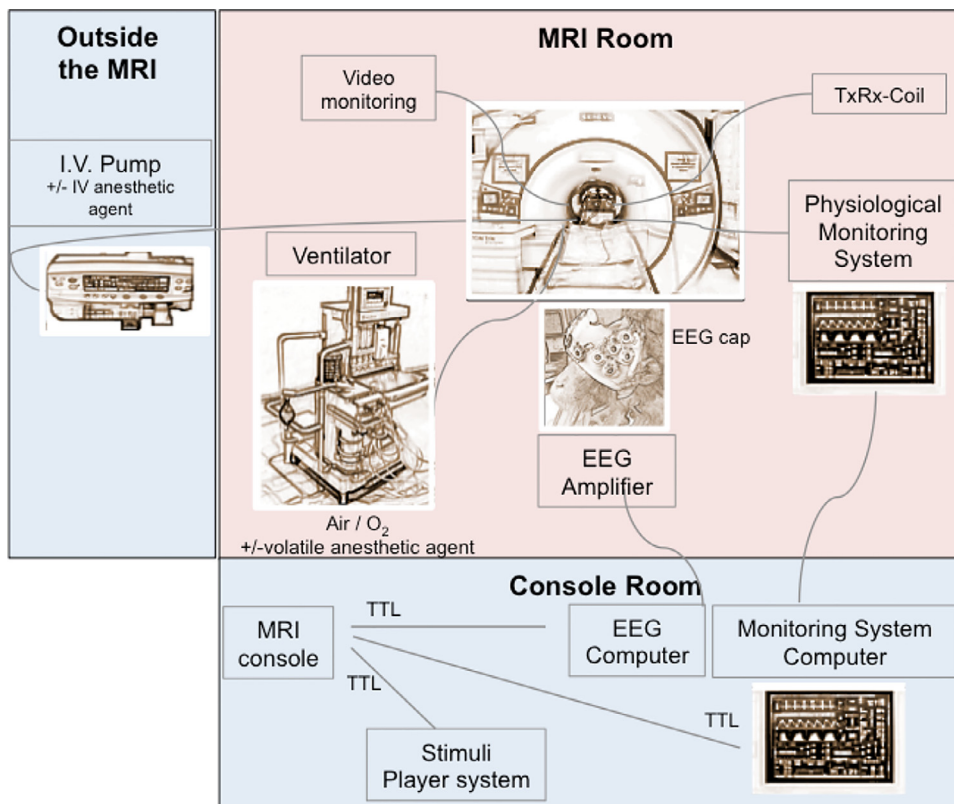 Outside
the MRI
I.V. Pump
+/- IV anesthetic
agent
MRI Room
Video
monitoring
TxRx-Coil
Physiological
Monitoring
System
Ventilator
EEG cap
EEG
Amplifier
Air / O₂
+/-volatile anesthetic agent
Console Room
MRI
console
TTL
TTL
TTL
EEG
Computer
Monitoring System
Computer
Stimuli
Player system